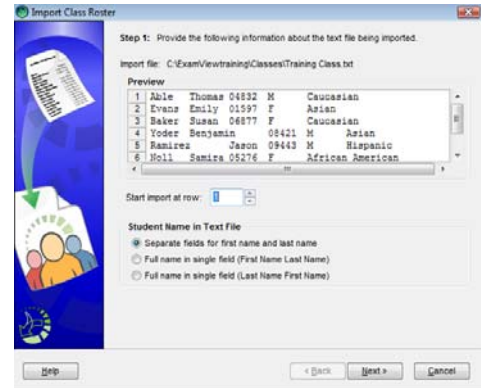 Import Class Roster
Step 1: Provide the following information about the text file being imported.
Import file: C:\ExamViewtraining\Classes\Training Class.txt
Preview
1 Able Thomas 04832 M Caucasian
2 Evans Emily 01597 F Asian
3 Baker Susan 06877 F Caucasian
4 Yoder Benjamin 08421 M Asian
5 Ramirez Jason 09443 M Hispanic
6 Noll Samira 05276 F African American
Start import at row: 1
Student Name in Text File
Separate fields for first name and last name
Full name in single field (First Name Last Name)
Full name in single field (Last Name First Name)
Help < Back Next > Cancel